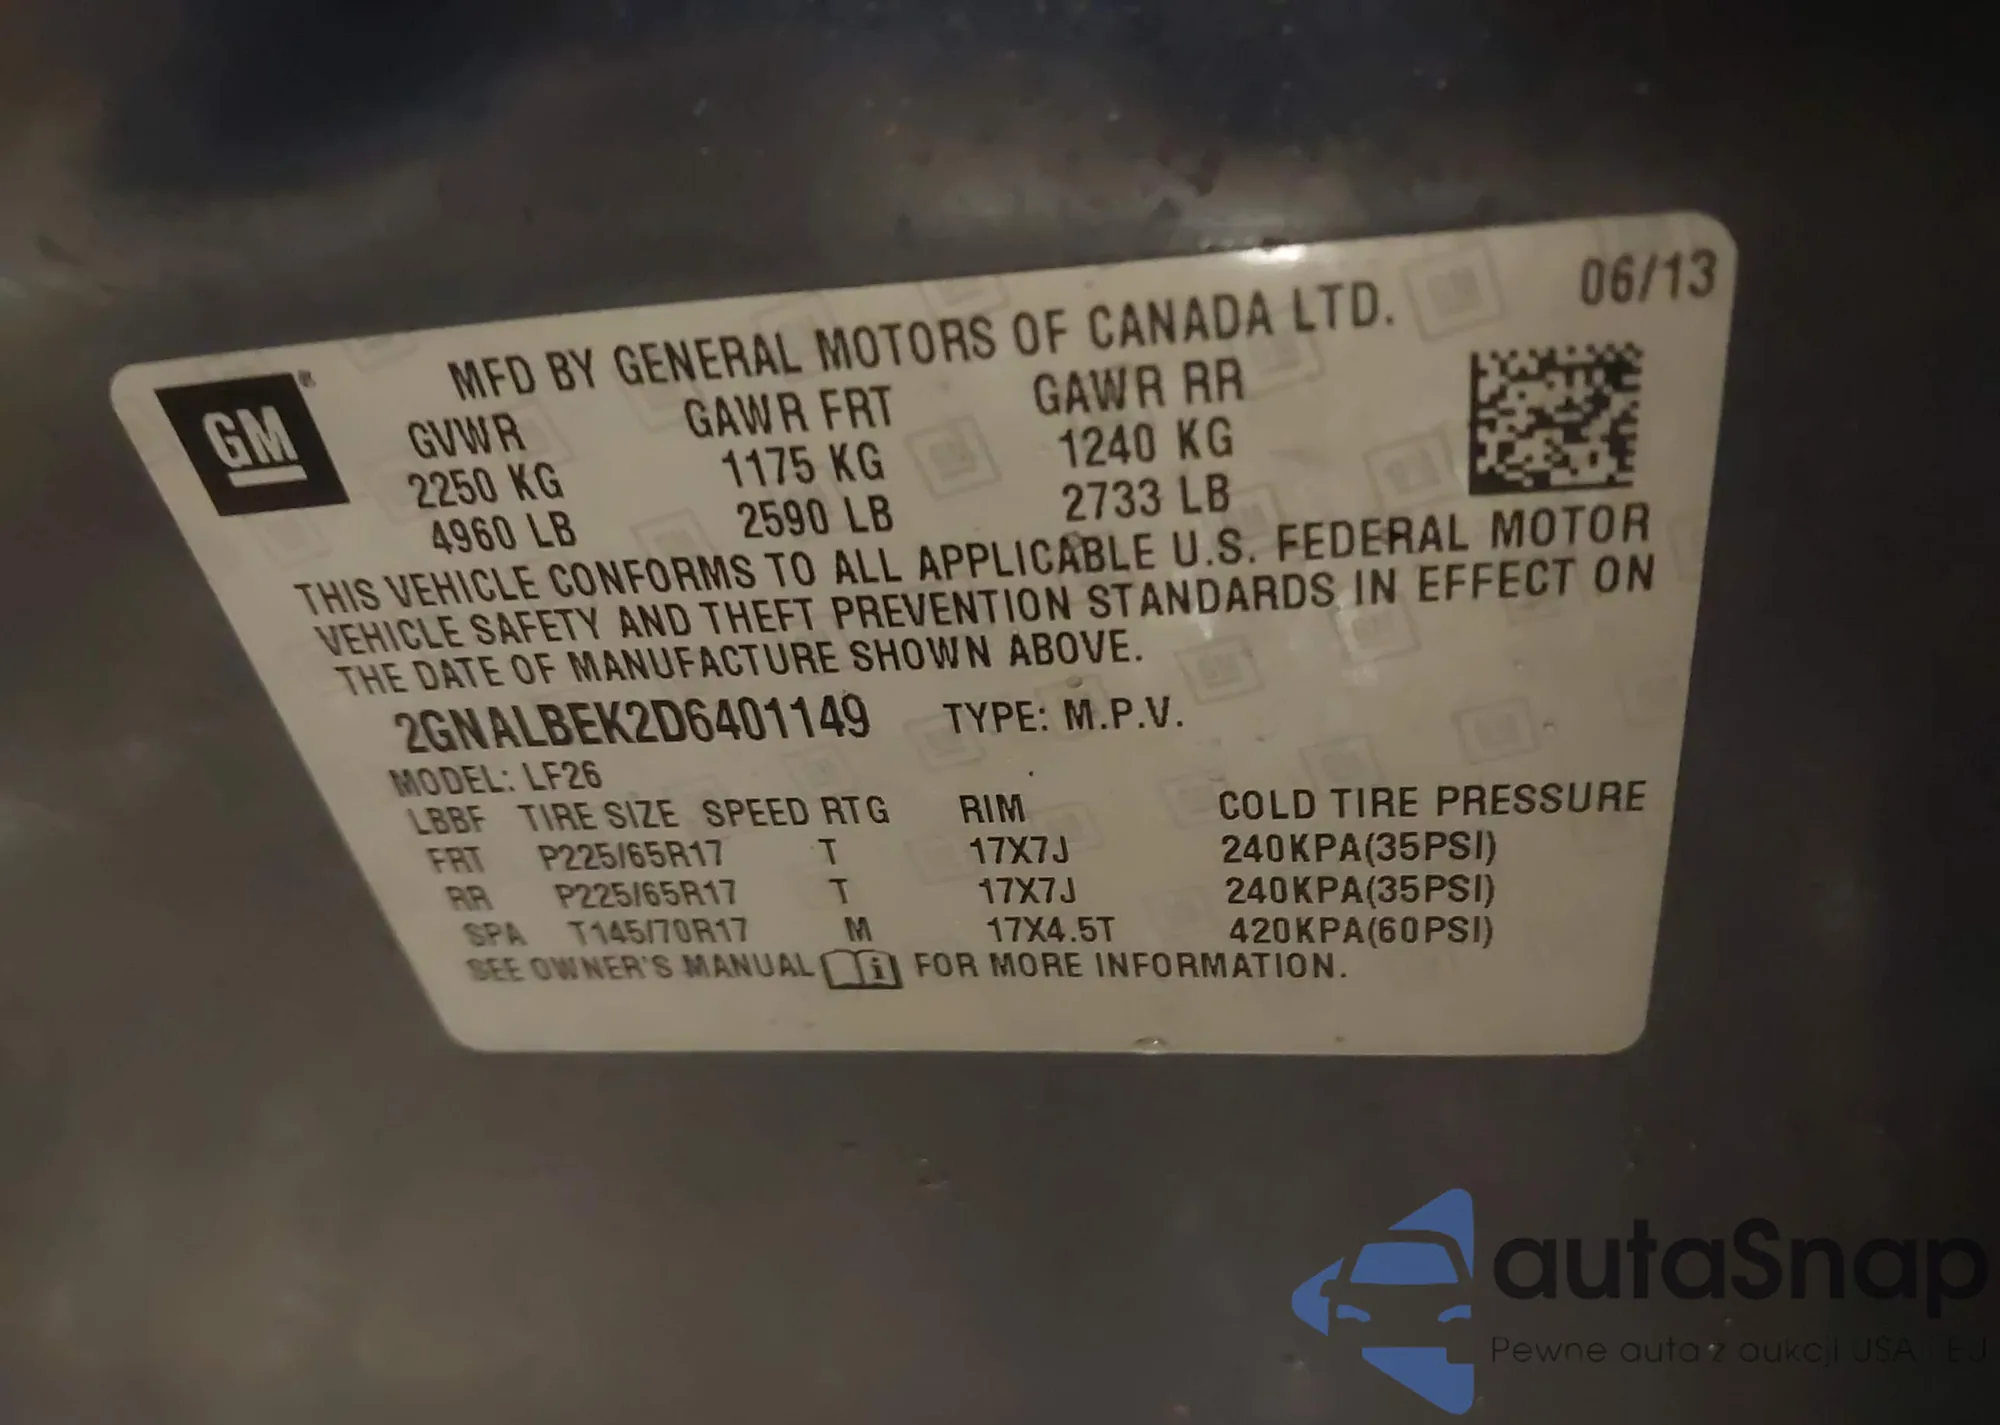 06/13
MFD BY GENERAL MOTORS OF CANADA LTD.
GM
GVWR GAWR FRT GAWR RR
2250 KG 1175 KG 1240 KG
4960 LB 2590 LB 2733 LB
THIS VEHICLE CONFORMS TO ALL APPLICABLE U.S. FEDERAL MOTOR
VEHICLE SAFETY AND THEFT PREVENTION STANDARDS IN EFFECT ON
THE DATE OF MANUFACTURE SHOWN ABOVE.
2GNALBEK2D6401149 TYPE: M.P.V.
MODEL: LF26
LBBF TIRE SIZE SPEED RTG RIM COLD TIRE PRESSURE
FRT P225/65R17 T 17X7J 240KPA(35PSI)
RR P225/65R17 T 17X7J 240KPA(35PSI)
SPA T145/70R17 M 17X4.5T 420KPA(60PSI)
SEE OWNER'S MANUAL i FOR MORE INFORMATION.
autaSnap
Pewne auta z aukcji USA